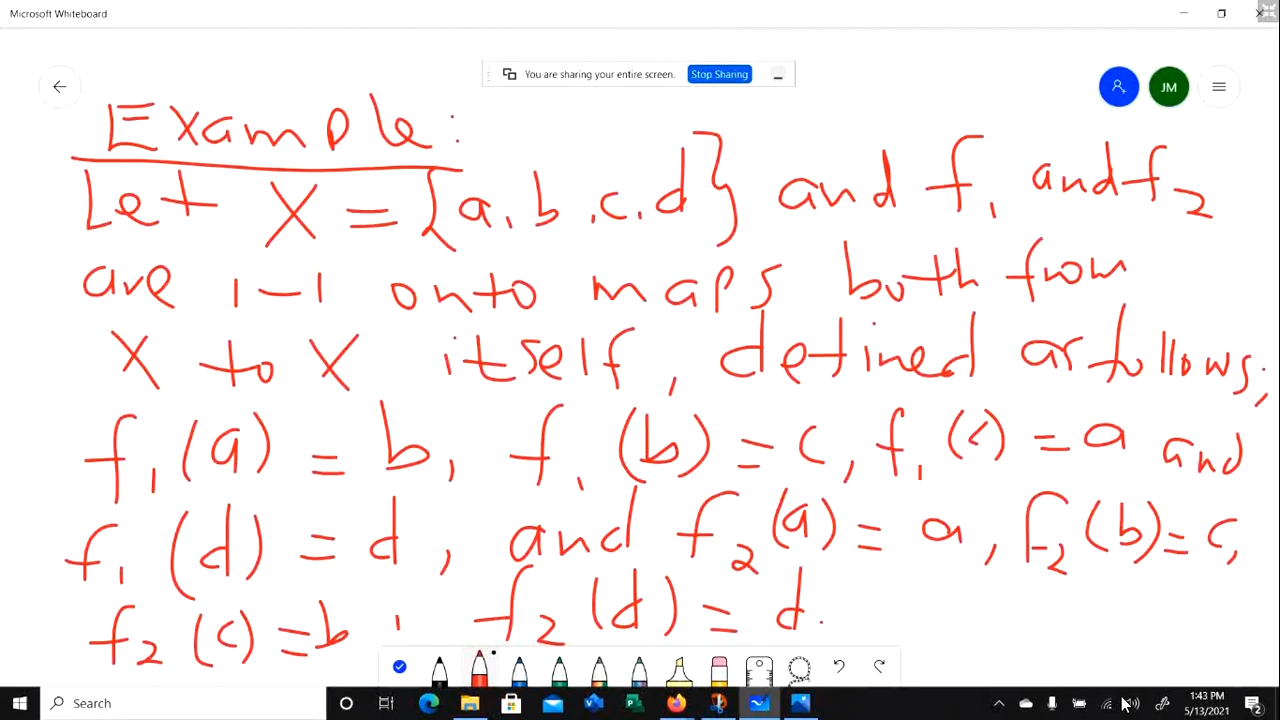 Microsoft Whiteboard
You are sharing your entire screen. Stop Sharing
JM
Example:
Let X = {a, b, c, d} and f₁ and f₂
are 1-1 onto maps both from
X to X itself, defined as follows,
f₁(a) = b, f₁(b) = c, f₁(c) = a and
f₁(d) = d, and f₂(a) = a, f₂(b) = c,
f₂(c) = b, f₂(d) = d.
Search
1:43 PM
5/13/2021
2